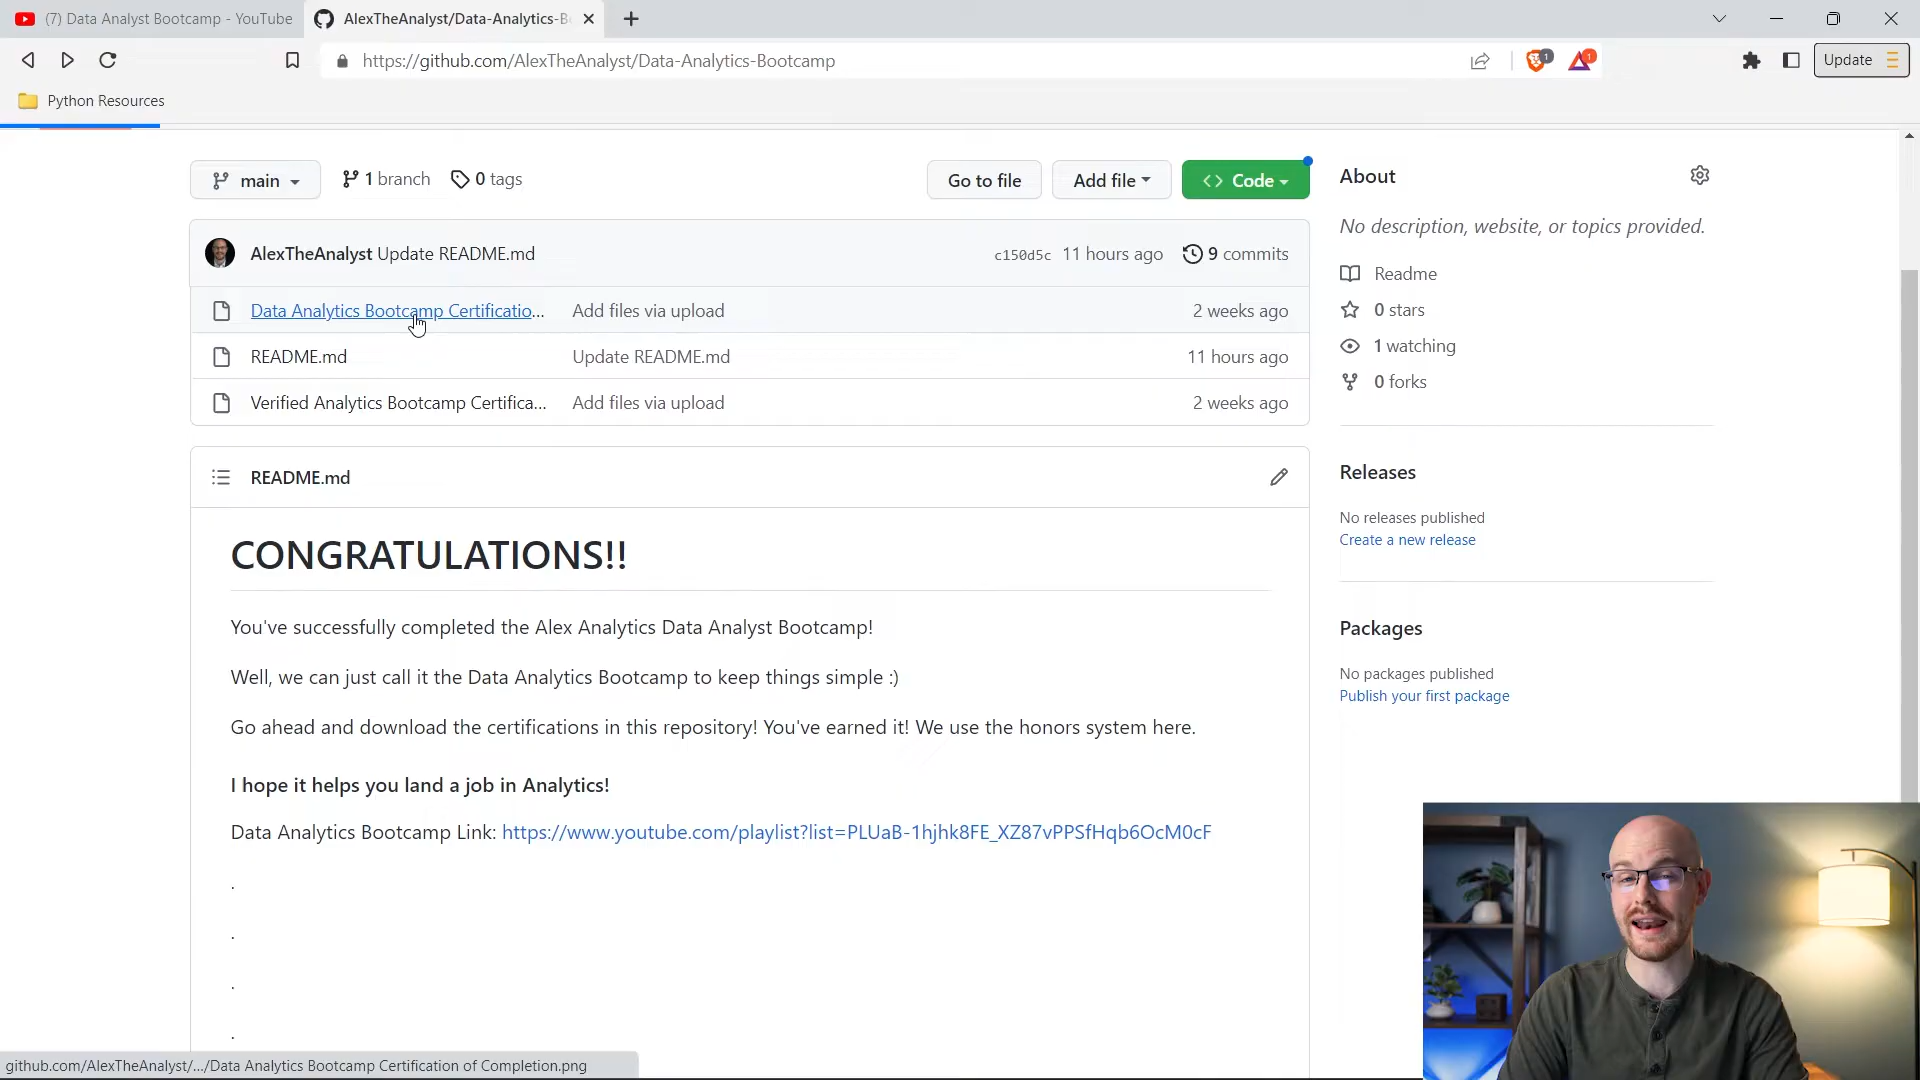 (7) Data Analyst Bootcamp - YouTube
AlexTheAnalyst/Data-Analytics-B
https://github.com/AlexTheAnalyst/Data-Analytics-Bootcamp
1
1
Update
Python Resources
main
1 branch
0 tags
Go to file
Add file
<> Code
About
No description, website, or topics provided.
AlexTheAnalyst Update README.md
c150d5c 11 hours ago
9 commits
Readme
Data Analytics Bootcamp Certificatio...
Add files via upload
2 weeks ago
0 stars
README.md
Update README.md
11 hours ago
1 watching
0 forks
Verified Analytics Bootcamp Certifica...
Add files via upload
2 weeks ago
README.md
Releases
No releases published
Create a new release
CONGRATULATIONS!!
You've successfully completed the Alex Analytics Data Analyst Bootcamp!
Well, we can just call it the Data Analytics Bootcamp to keep things simple :)
Go ahead and download the certifications in this repository! You've earned it! We use the honors system here.
I hope it helps you land a job in Analytics!
Data Analytics Bootcamp Link: https://www.youtube.com/playlist?list=PLUaB-1hjhk8FE_XZ87vPPSfHqb6OcM0cF
.
.
.
.
Packages
No packages published
Publish your first package
github.com/AlexTheAnalyst/.../Data Analytics Bootcamp Certification of Completion.png